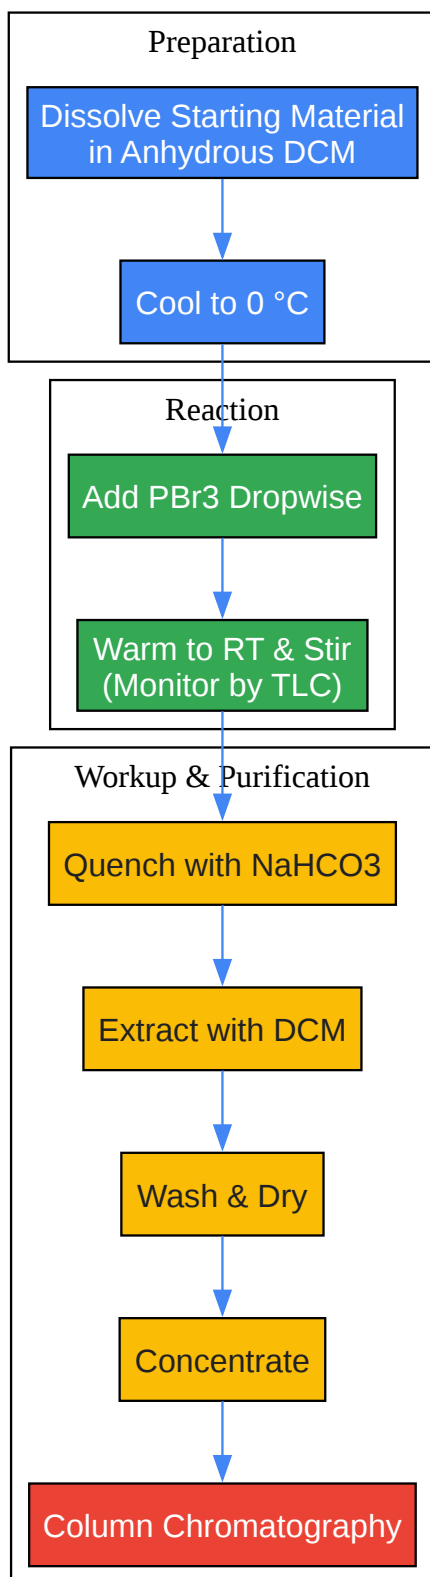 Preparation
Dissolve Starting Material
in Anhydrous DCM
Cool to 0 °C
Reaction
Add PBr3 Dropwise
Warm to RT & Stir
(Monitor by TLC)
Workup & Purification
Quench with NaHCO3
Extract with DCM
Wash & Dry
Concentrate
Column Chromatography